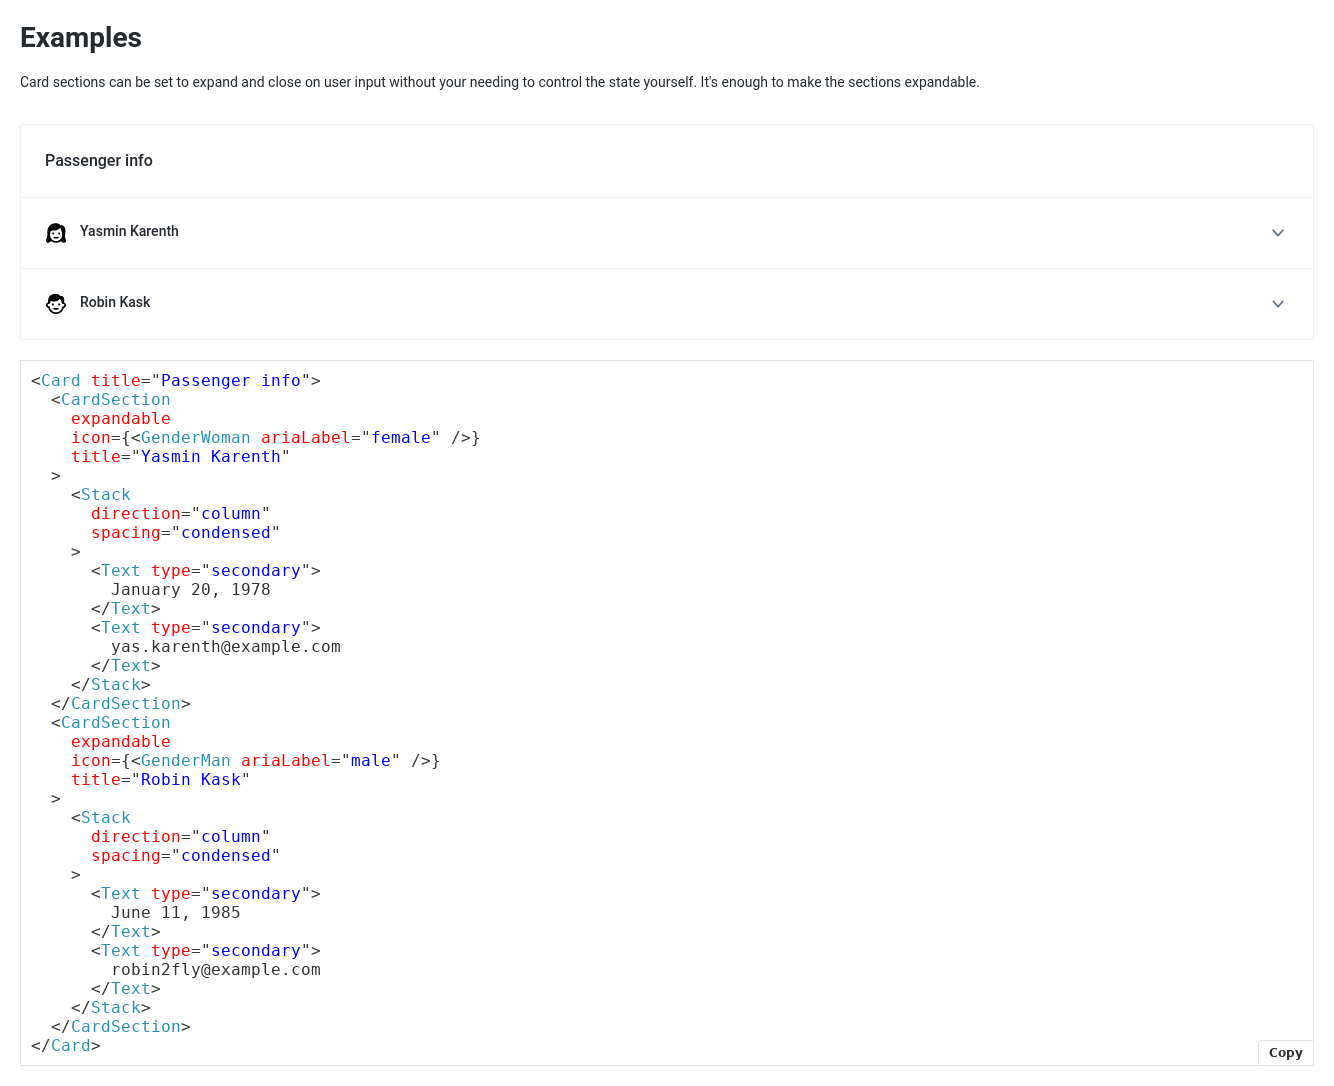 Examples
Card sections can be set to expand and close on user input without your needing to control the state yourself. It's enough to make the sections expandable.
Passenger info
Yasmin Karenth
Robin Kask
<Card title="Passenger info">
  <CardSection
    expandable
    icon={<GenderWoman ariaLabel="female" />}
    title="Yasmin Karenth"
  >
    <Stack
      direction="column"
      spacing="condensed"
    >
      <Text type="secondary">
        January 20, 1978
      </Text>
      <Text type="secondary">
        yas.karenth@example.com
      </Text>
    </Stack>
  </CardSection>
  <CardSection
    expandable
    icon={<GenderMan ariaLabel="male" />}
    title="Robin Kask"
  >
    <Stack
      direction="column"
      spacing="condensed"
    >
      <Text type="secondary">
        June 11, 1985
      </Text>
      <Text type="secondary">
        robin2fly@example.com
      </Text>
    </Stack>
  </CardSection>
</Card>
Copy